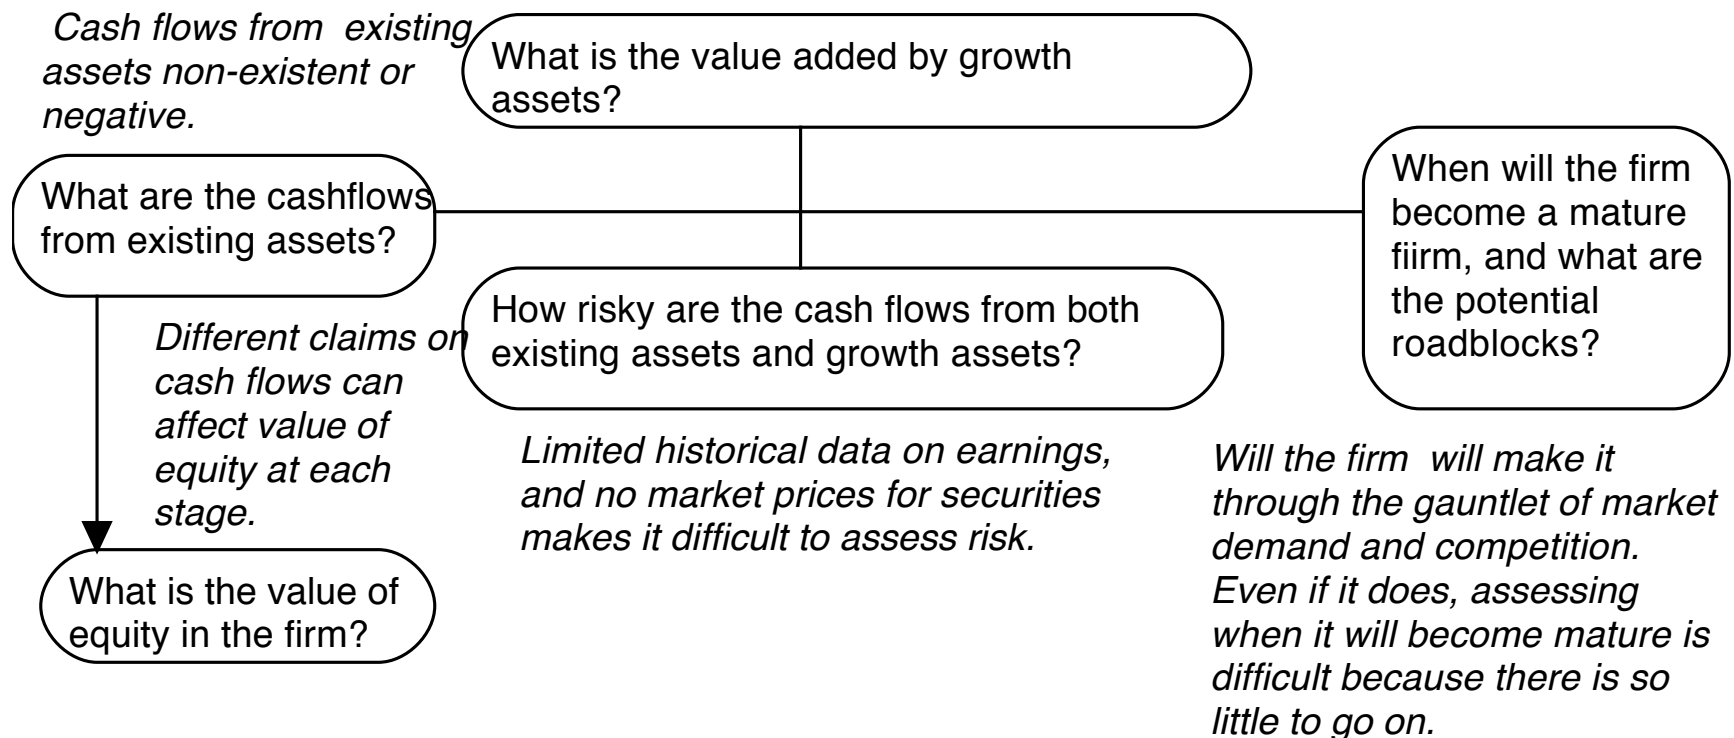 Cash flows from  existing
assets non-existent or
negative.
What is the value added by growth
assets?
What are the cashflows
from existing assets?
When will the firm
become a mature
fiirm, and what are
the potential
roadblocks?
How risky are the cash flows from both
existing assets and growth assets?
Different claims on
cash flows can
affect value of
equity at each
stage.
Limited historical data on earnings,
and no market prices for securities
makes it difficult to assess risk.
Will the firm  will make it
through the gauntlet of market
demand and competition.
Even if it does, assessing
when it will become mature is
difficult because there is so
little to go on.
What is the value of
equity in the firm?